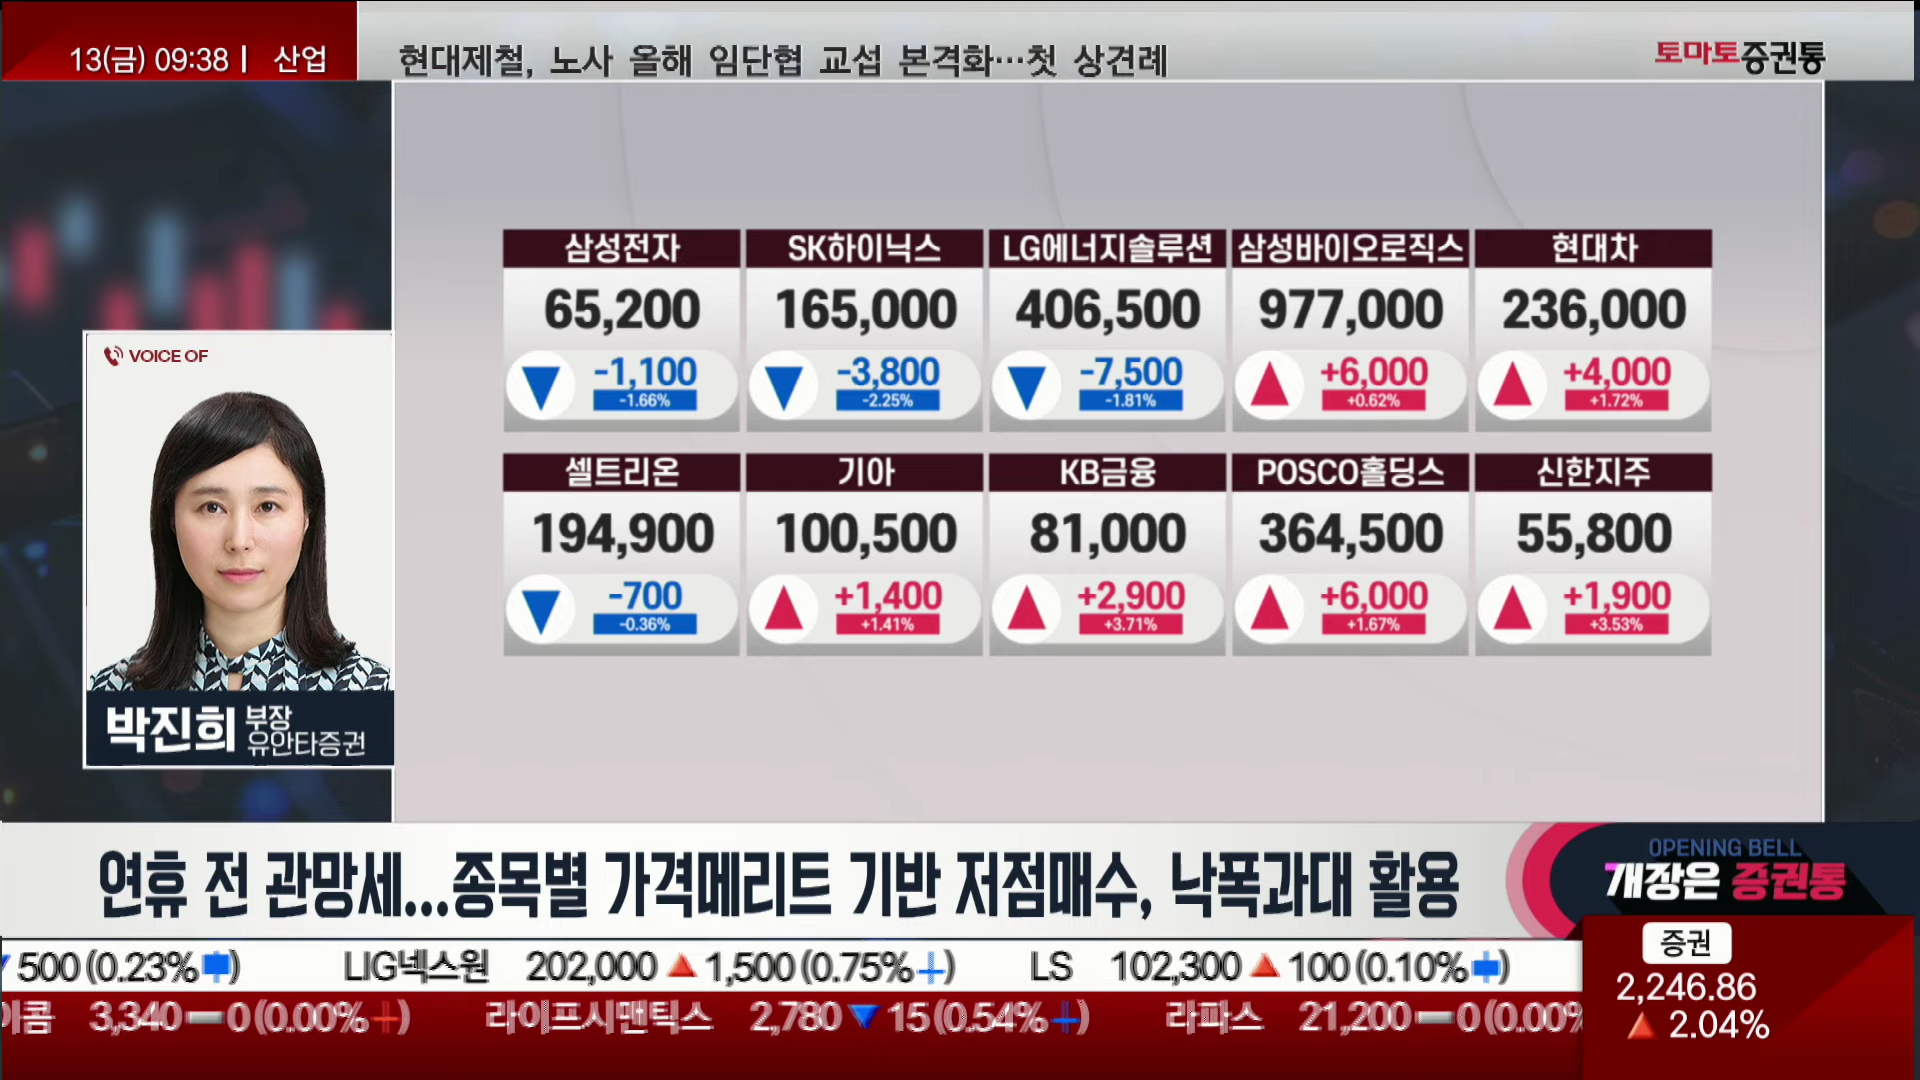 13(금) 09:38 | 산업
현대제철, 노사 올해 임단협 교섭 본격화…첫 상견례
토마토증권통
삼성전자
65,200
-1,100
-1.66%
SK하이닉스
165,000
-3,800
-2.25%
LG에너지솔루션
406,500
-7,500
-1.81%
삼성바이오로직스
977,000
+6,000
+0.62%
현대차
236,000
+4,000
+1.72%
셀트리온
194,900
-700
-0.36%
기아
100,500
+1,400
+1.41%
KB금융
81,000
+2,900
+3.71%
POSCO홀딩스
364,500
+6,000
+1.67%
신한지주
55,800
+1,900
+3.53%
VOICE OF
박진희 부장
유안타증권
연휴 전 관망세...종목별 가격메리트 기반 저점매수, 낙폭과대 활용
OPENING BELL
개장은 증권통
▼500(0.23%) LIG넥스원 202,000▲1,500(0.75%+) LS 102,300▲100(0.10%)
콤 3,340 0(0.00%+) 라이프시맨틱스 2,780▼15(0.54%+) 라파스 21,200 0(0.00%
증권
2,246.86
▲2.04%